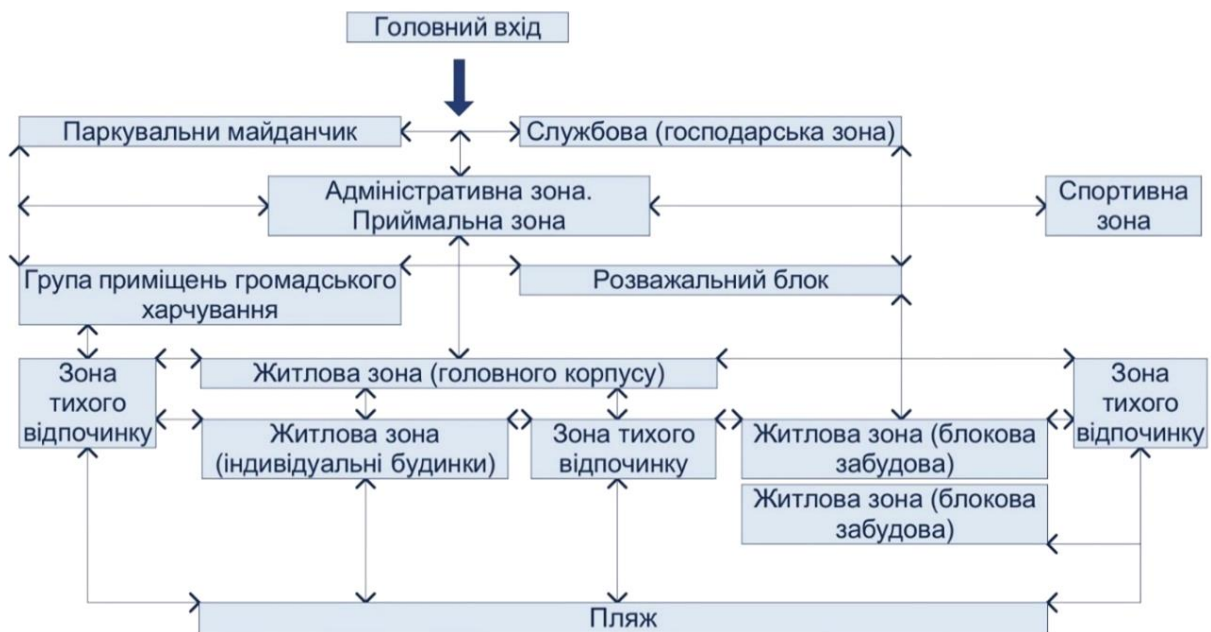 Головний вхід
Паркувальни майданчик
Службова (господарська зона)
Адміністративна зона.
Приймальна зона
Спортивна
зона
Група приміщень громадського
харчування
Розважальний блок
Зона
тихого
відпочинку
Житлова зона (головного корпусу)
Зона
тихого
відпочинку
Житлова зона
(індивідуальні будинки)
Зона тихого
відпочинку
Житлова зона (блокова
забудова)
Житлова зона (блокова
забудова)
Пляж